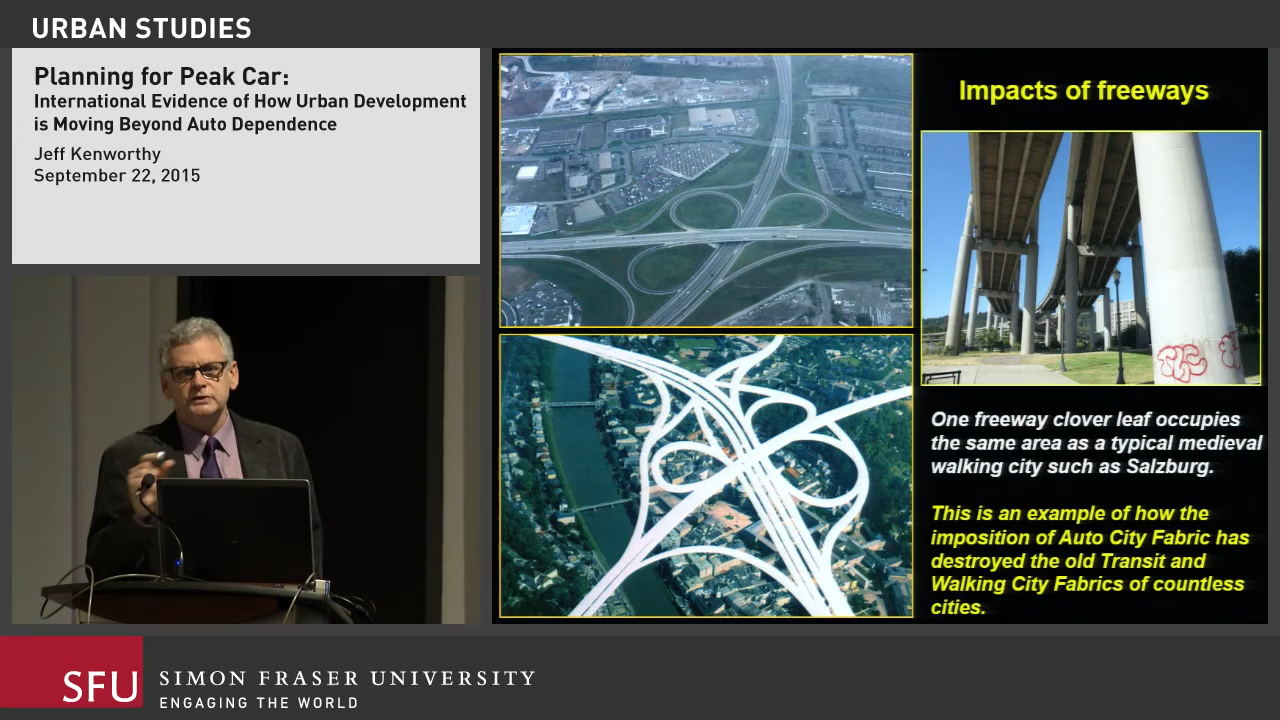 URBAN STUDIES
Planning for Peak Car:
International Evidence of How Urban Development
is Moving Beyond Auto Dependence
Jeff Kenworthy
September 22, 2015
Impacts of freeways
One freeway clover leaf occupies
the same area as a typical medieval
walking city such as Salzburg.
This is an example of how the
imposition of Auto City Fabric has
destroyed the old Transit and
Walking City Fabrics of countless
cities.
SFU
SIMON FRASER UNIVERSITY
ENGAGING THE WORLD